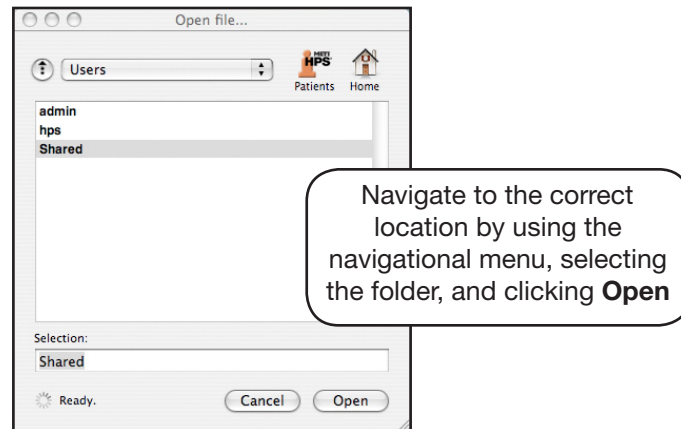 Open file...
Users
METI
HPS
Patients
Home
admin
hps
Shared
Navigate to the correct
location by using the
navigational menu, selecting
the folder, and clicking Open
Selection:
Shared
Ready.
Cancel
Open